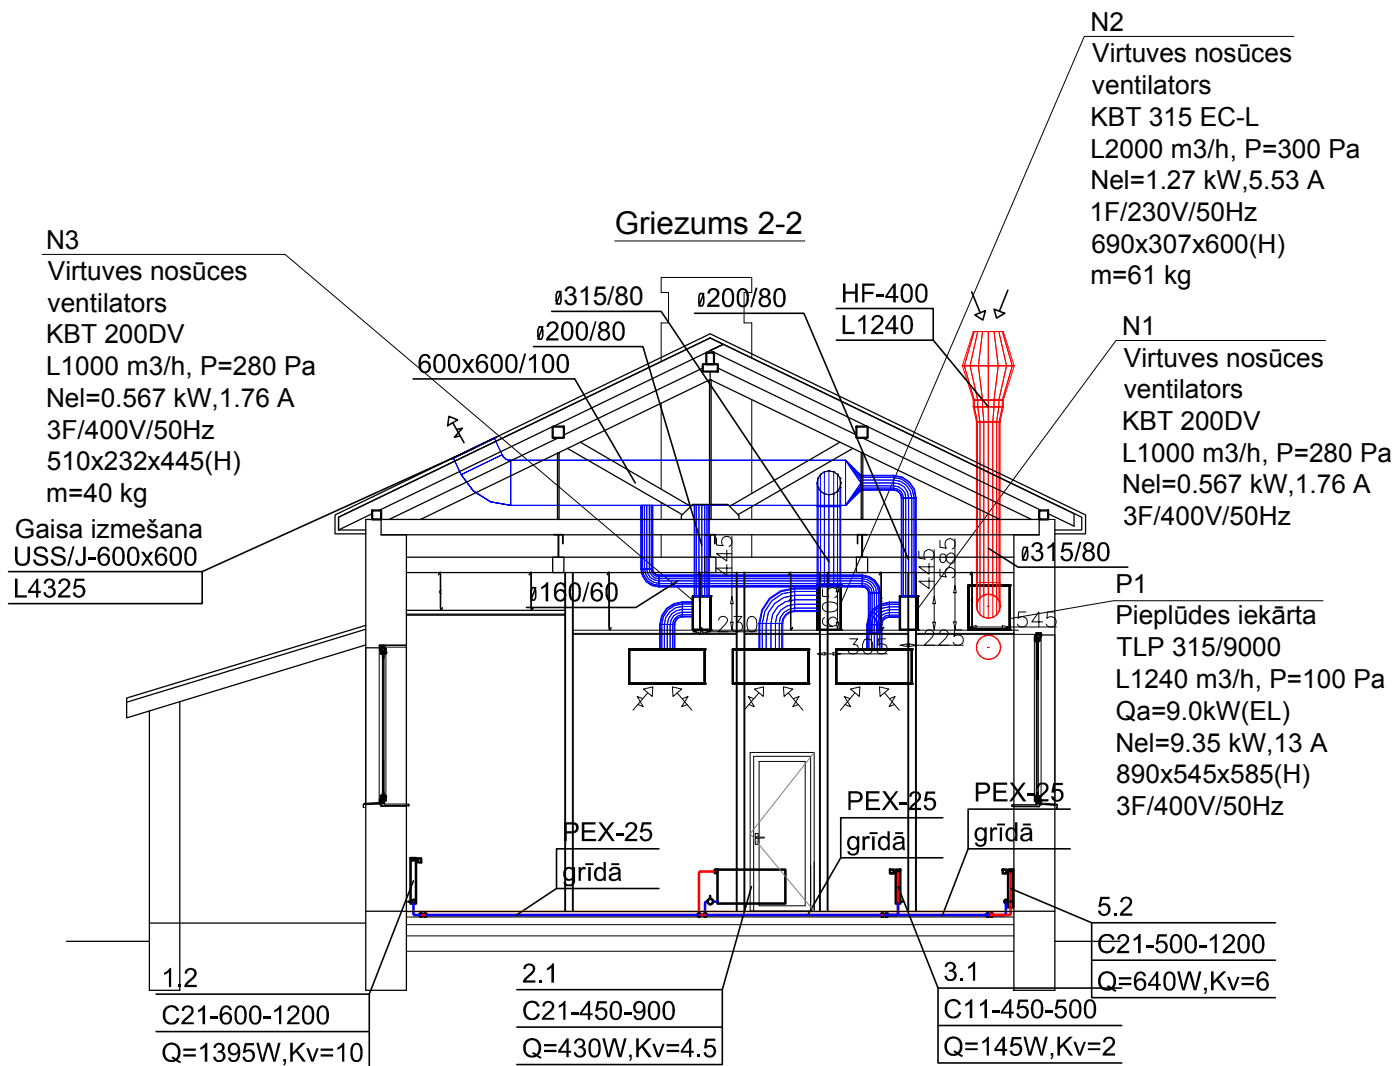 N2
Virtuves nosūces
ventilators
KBT 315 EC-L
L2000 m3/h, P=300 Pa
Nel=1.27 kW,5.53 A
1F/230V/50Hz
690x307x600(H)
m=61 kg
Griezums 2-2
N3
Virtuves nosūces
ventilators
KBT 200DV
L1000 m3/h, P=280 Pa
Nel=0.567 kW,1.76 A
3F/400V/50Hz
510x232x445(H)
m=40 kg
Gaisa izmešana
USS/J-600x600
L4325
ø315/80
ø200/80
600x600/100
ø200/80
HF-400
L1240
N1
Virtuves nosūces
ventilators
KBT 200DV
L1000 m3/h, P=280 Pa
Nel=0.567 kW,1.76 A
3F/400V/50Hz
ø315/80
P1
Pieplūdes iekārta
TLP 315/9000
L1240 m3/h, P=100 Pa
Qa=9.0kW(EL)
Nel=9.35 kW,13 A
890x545x585(H)
3F/400V/50Hz
ø160/60
445
230
605
305
445
585
225
545
PEX-25
grīdā
PEX-25
grīdā
PEX-25
grīdā
1.2
C21-600-1200
Q=1395W,Kv=10
2.1
C21-450-900
Q=430W,Kv=4.5
3.1
C11-450-500
Q=145W,Kv=2
5.2
C21-500-1200
Q=640W,Kv=6